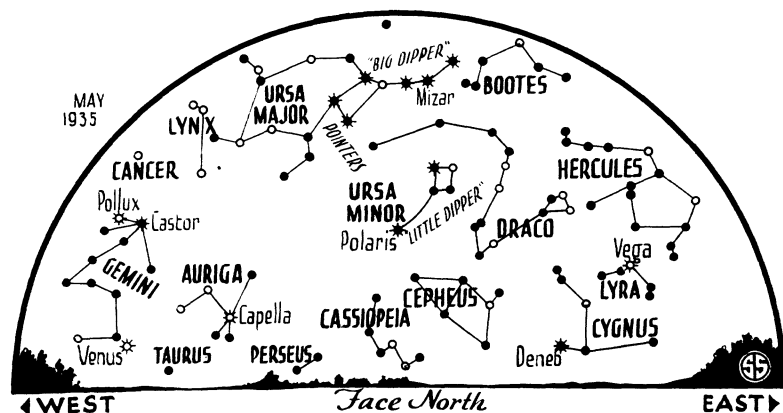 "BIG DIPPER"
BOOTES
MAY
1935
URSA
MAJOR
Mizar
LYNX
POINTERS
CANCER
HERCULES
Pollux
Castor
URSA
MINOR
"LITTLE DIPPER"
Polaris
DRACO
GEMINI
AURIGA
Vega
LYRA
CEPHEUS
Capella
CASSIOPEIA
CYGNUS
Venus
TAURUS
PERSEUS
Deneb
SS
WEST
Face North
EAST